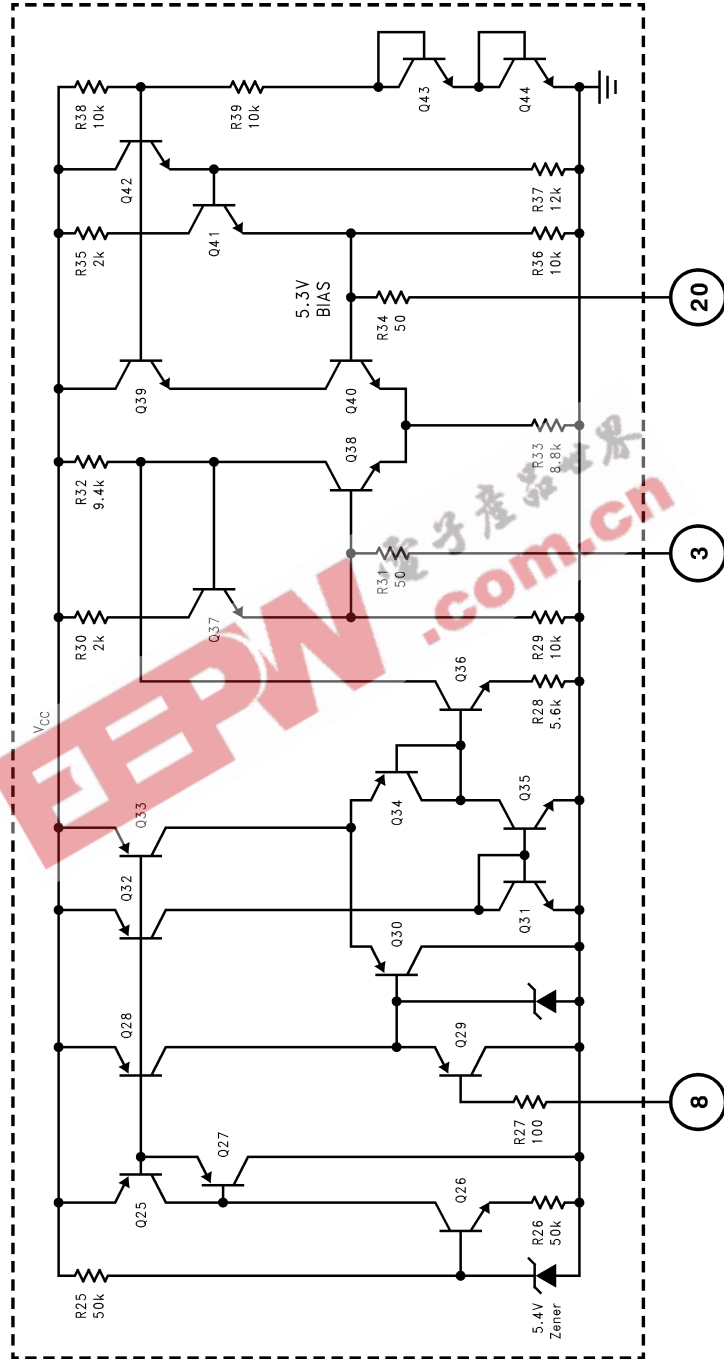 R38
10k
R39
10k
Q43
Q44
Q42
R37
12k
R35
2k
Q41
R36
10k
5.3V
BIAS
R34
50
20
Q39
Q40
R32
9.4k
Q38
R33
8.8k
電子產品世界
EEPW
.com.cn
R31
50
3
R30
2k
Q37
R29
10k
VCC
Q36
R28
5.6k
Q33
Q34
Q35
Q32
Q31
Q30
Q28
Q29
R27
100
8
Q27
Q25
Q26
R26
50k
R25
50k
5.4V
Zener